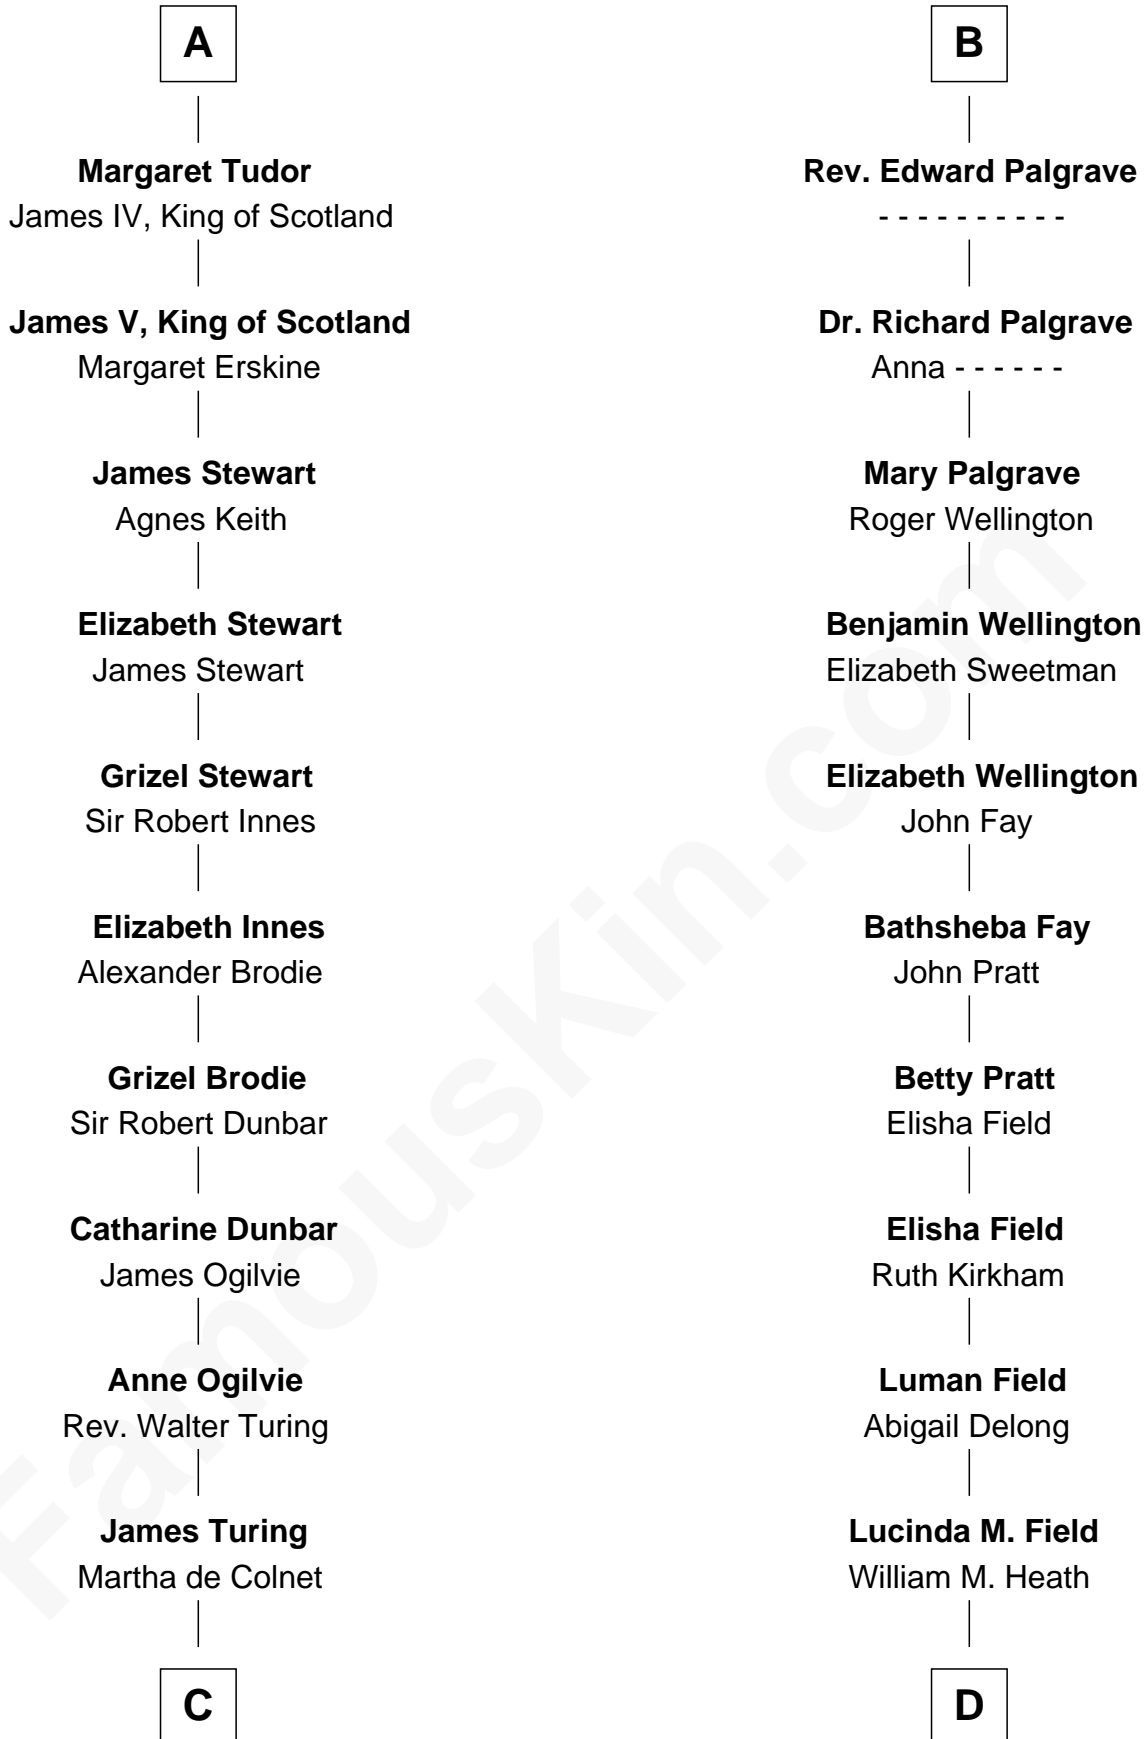 A
Margaret Tudor
James IV, King of Scotland
James V, King of Scotland
Margaret Erskine
James Stewart
Agnes Keith
Elizabeth Stewart
James Stewart
Grizel Stewart
Sir Robert Innes
Elizabeth Innes
Alexander Brodie
Grizel Brodie
Sir Robert Dunbar
Catharine Dunbar
James Ogilvie
Anne Ogilvie
Rev. Walter Turing
James Turing
Martha de Colnet
C
B
Rev. Edward Palgrave
- - - - - - - - - -
Dr. Richard Palgrave
Anna - - - - - -
Mary Palgrave
Roger Wellington
Benjamin Wellington
Elizabeth Sweetman
Elizabeth Wellington
John Fay
Bathsheba Fay
John Pratt
Betty Pratt
Elisha Field
Elisha Field
Ruth Kirkham
Luman Field
Abigail Delong
Lucinda M. Field
William M. Heath
D
FamousKin.com